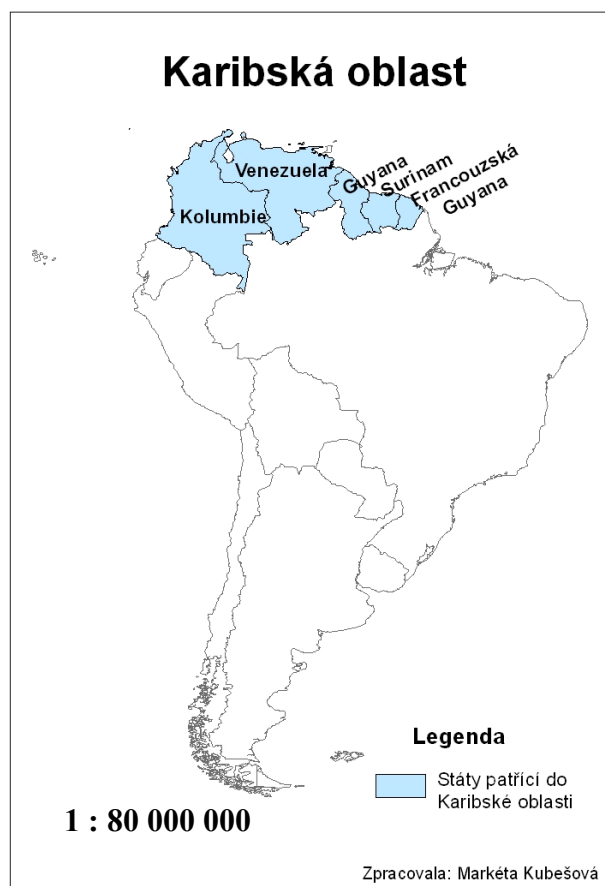 Karibská oblast
Venezuela
Guyana
Surinam
Francouzská
Guyana
Kolumbie
Legenda
Státy patřící do
Karibské oblasti
1 : 80 000 000
Zpracovala: Markéta Kubešová